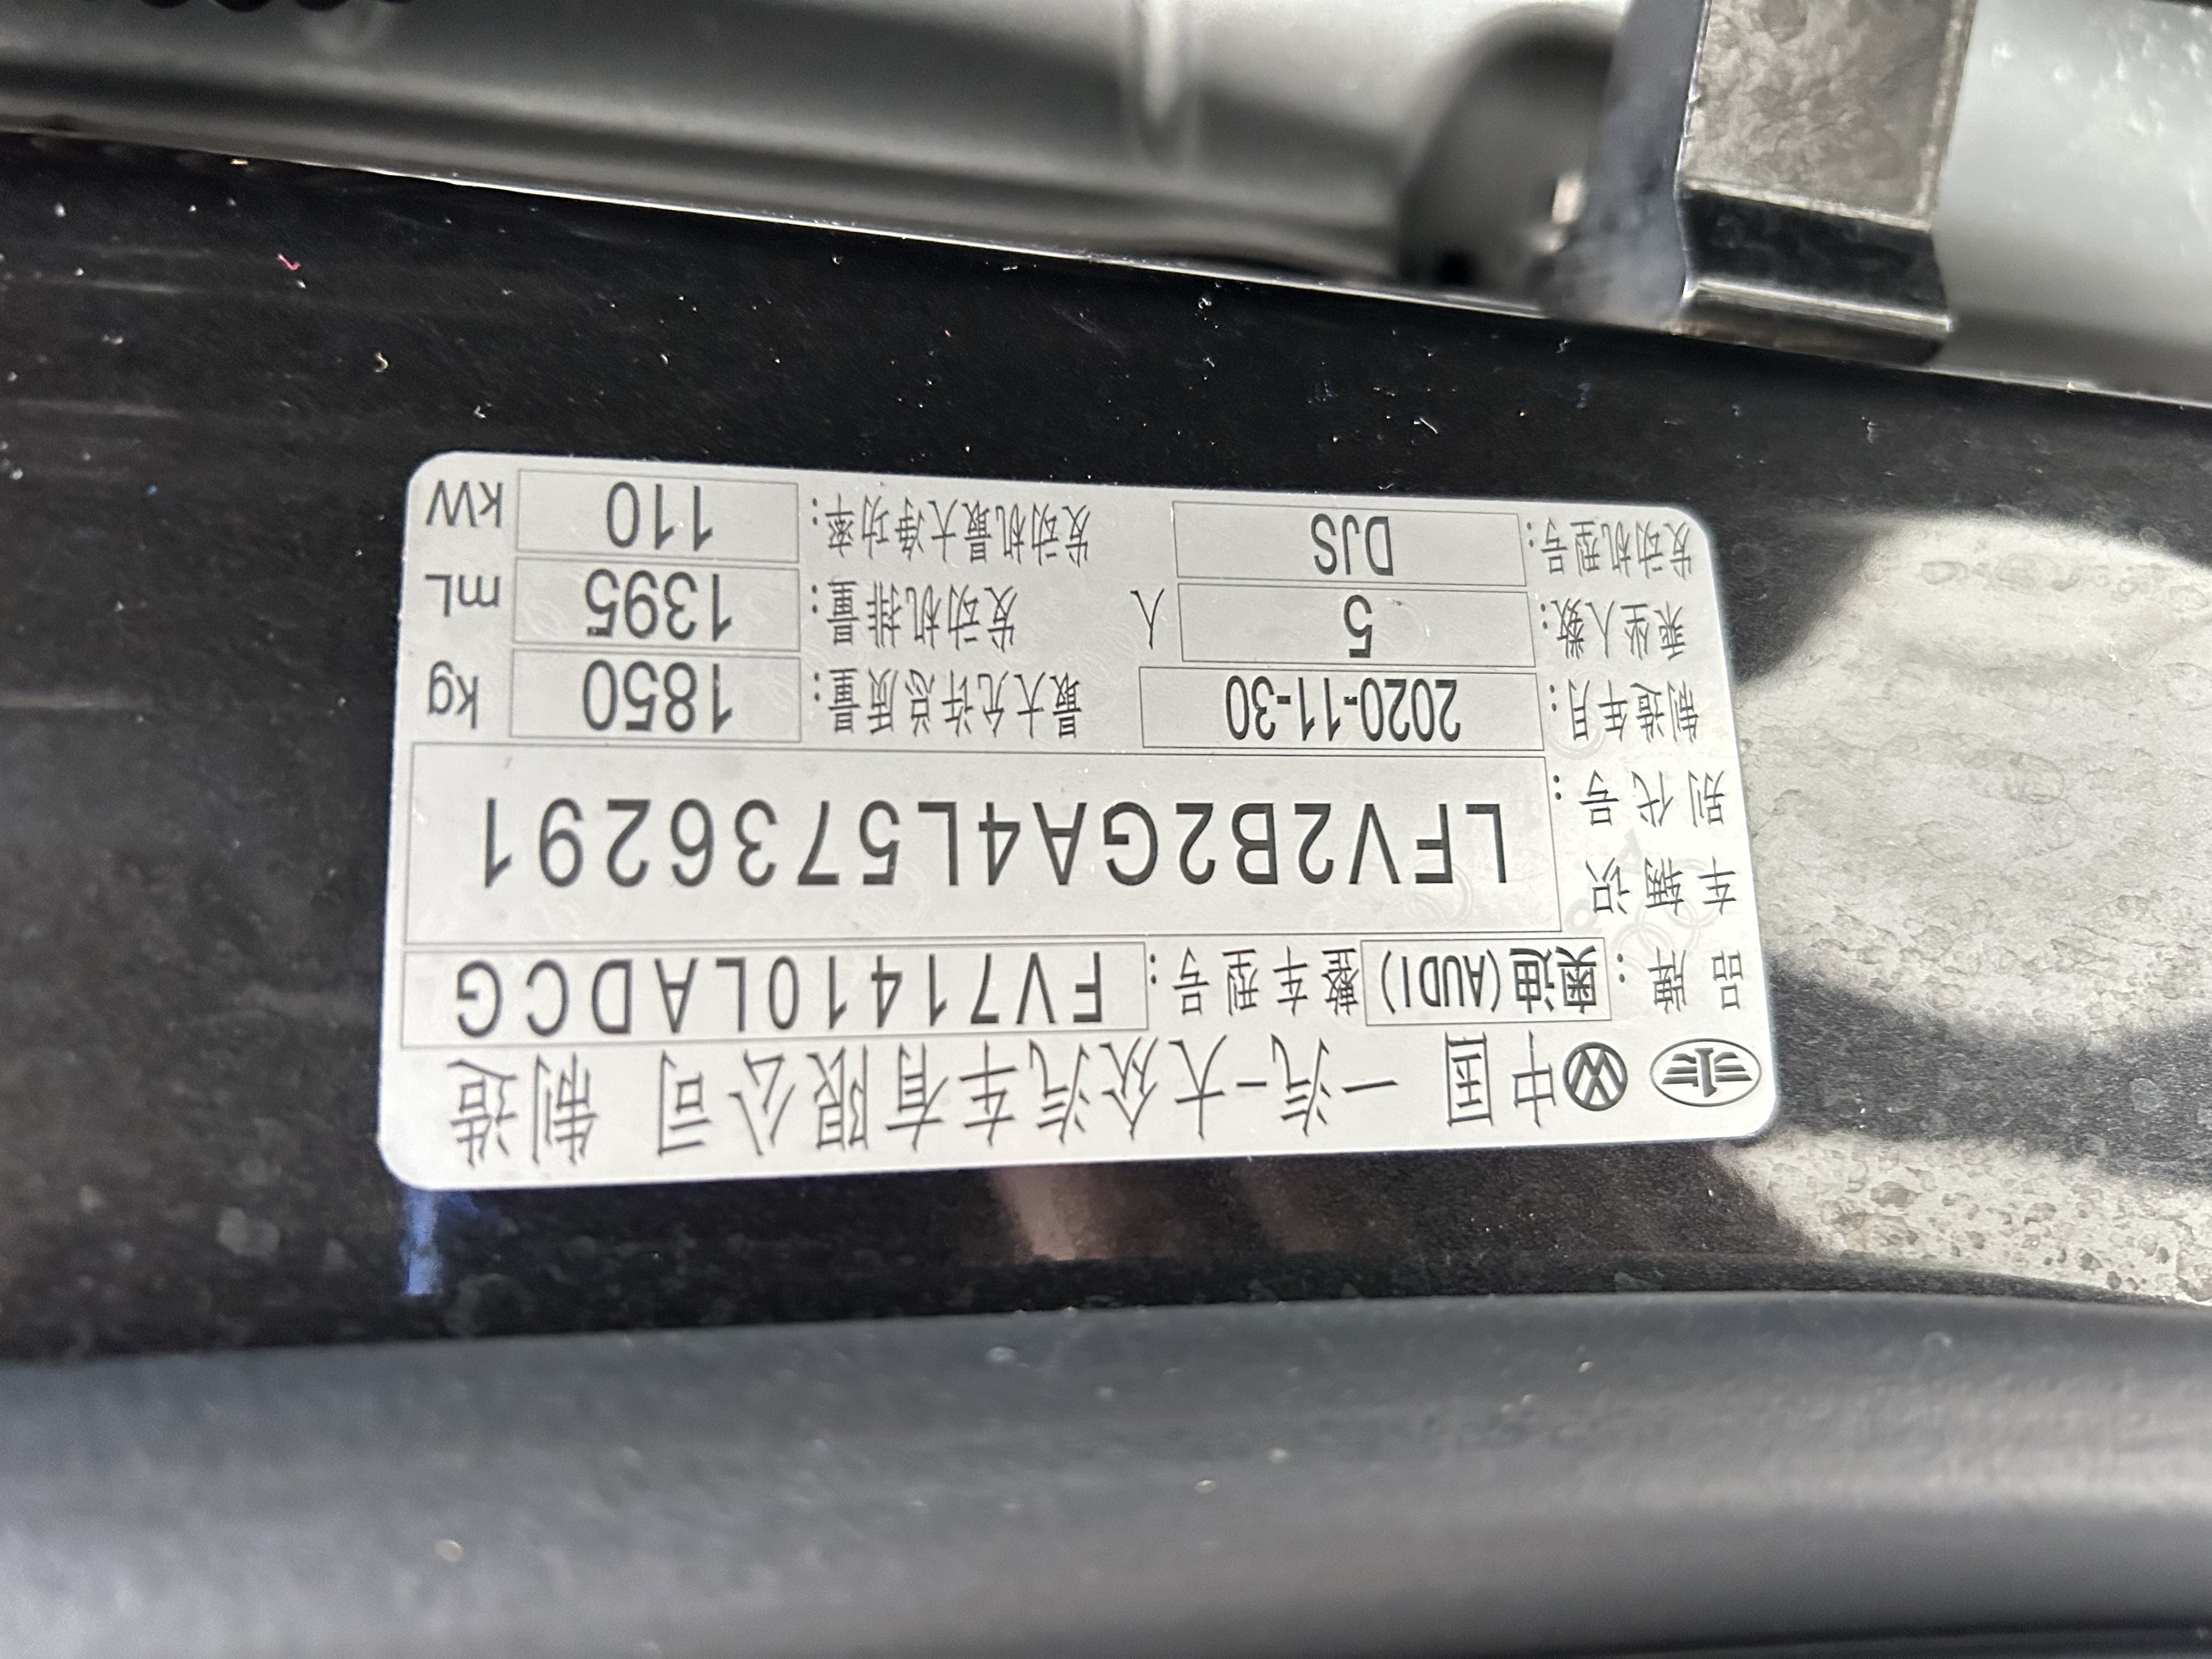 中国 一汽-大众汽车有限公司 制造
品牌: 奥迪(AUDI) 整车型号: FV71410LADCG
车辆识别代号: LFV2B2GA4L5736291
制造年月: 2020-11-30 最大允许总质量: 1850 kg
乘坐人数: 5 人 发动机排量: 1395 mL
发动机型号: DJS 发动机最大净功率: 110 kW